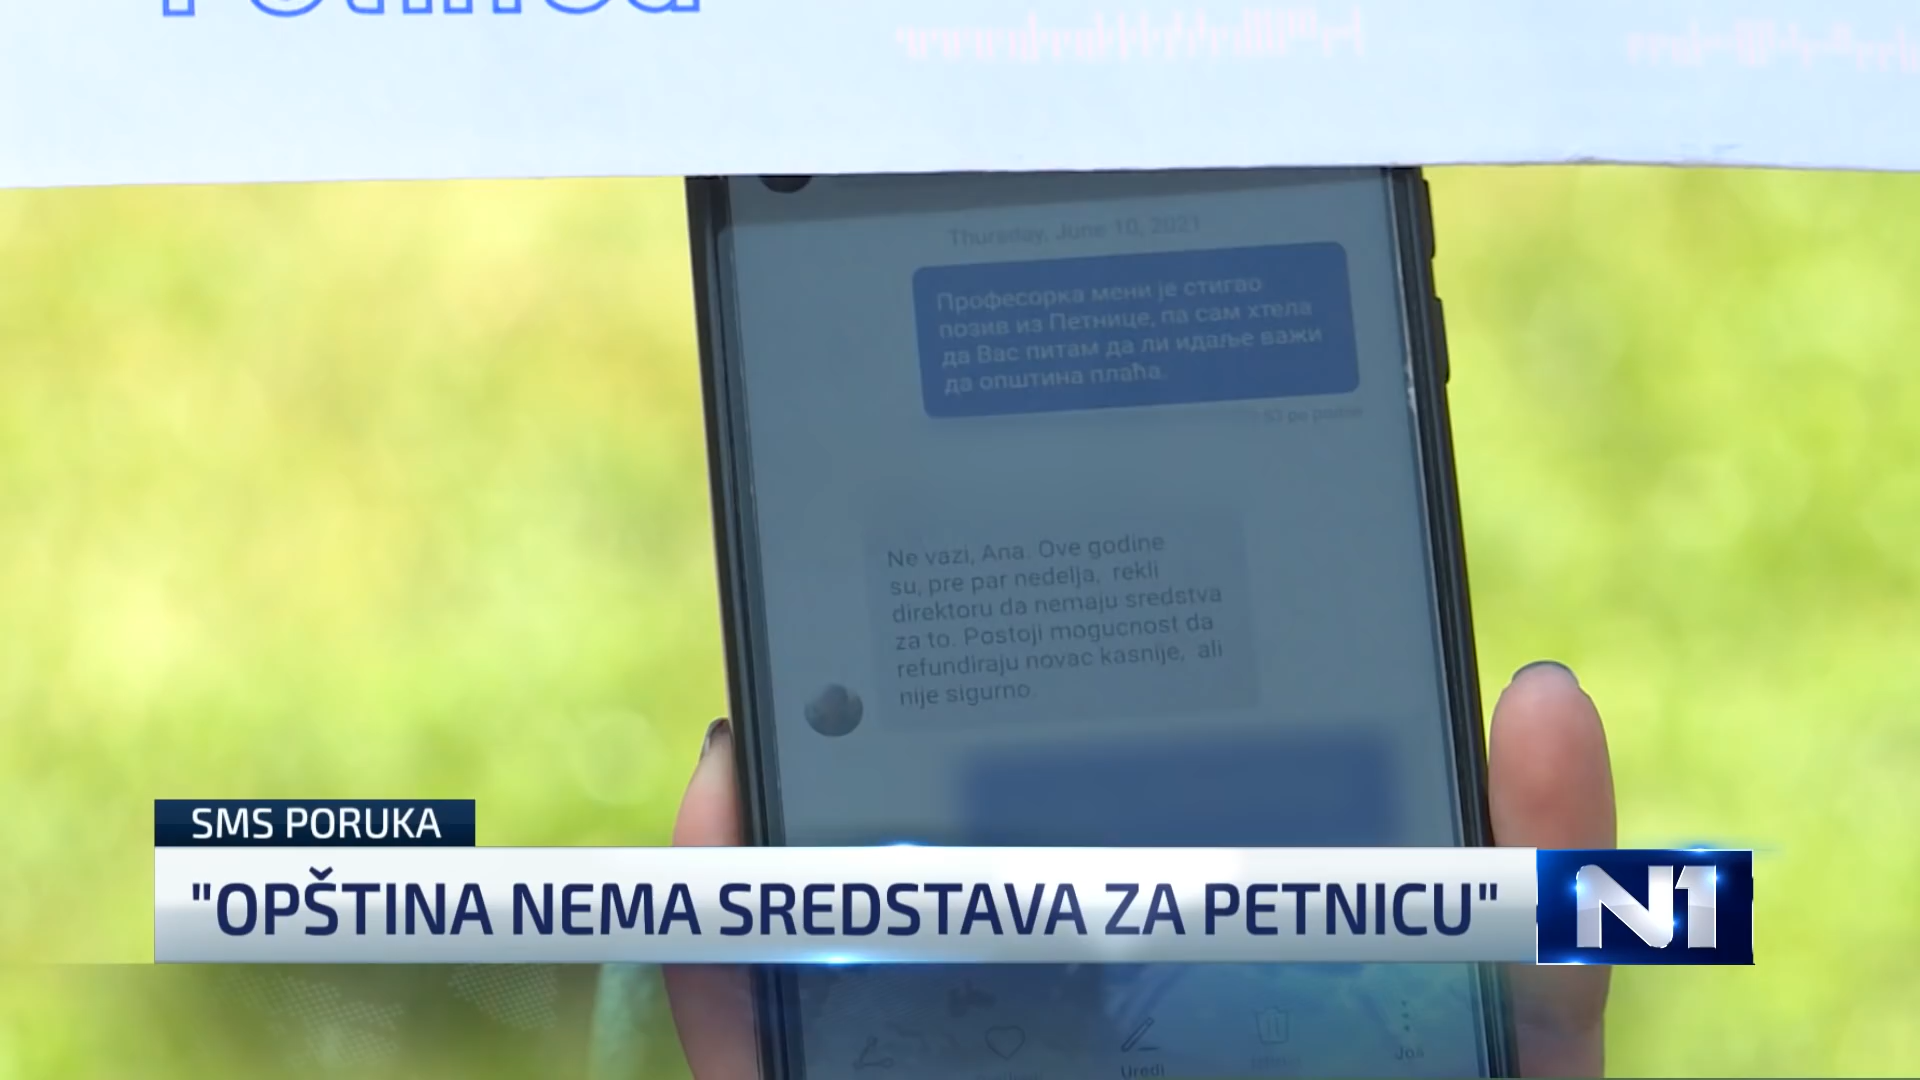 Petnica
Thursday, June 10, 2021
Професорка мени је стигао
позив из Петнице, па сам хтела
да Вас питам да ли идаље важи
да општина плаћа.
Ne vazi, Ana. Ove godine
su, pre par nedelja, rekli
direktoru da nemaju sredstva
za to. Postoji mogucnost da
refundiraju novac kasnije, ali
nije sigurno
SMS PORUKA
"OPŠTINA NEMA SREDSTAVA ZA PETNICU"
N1
Uredi
Još